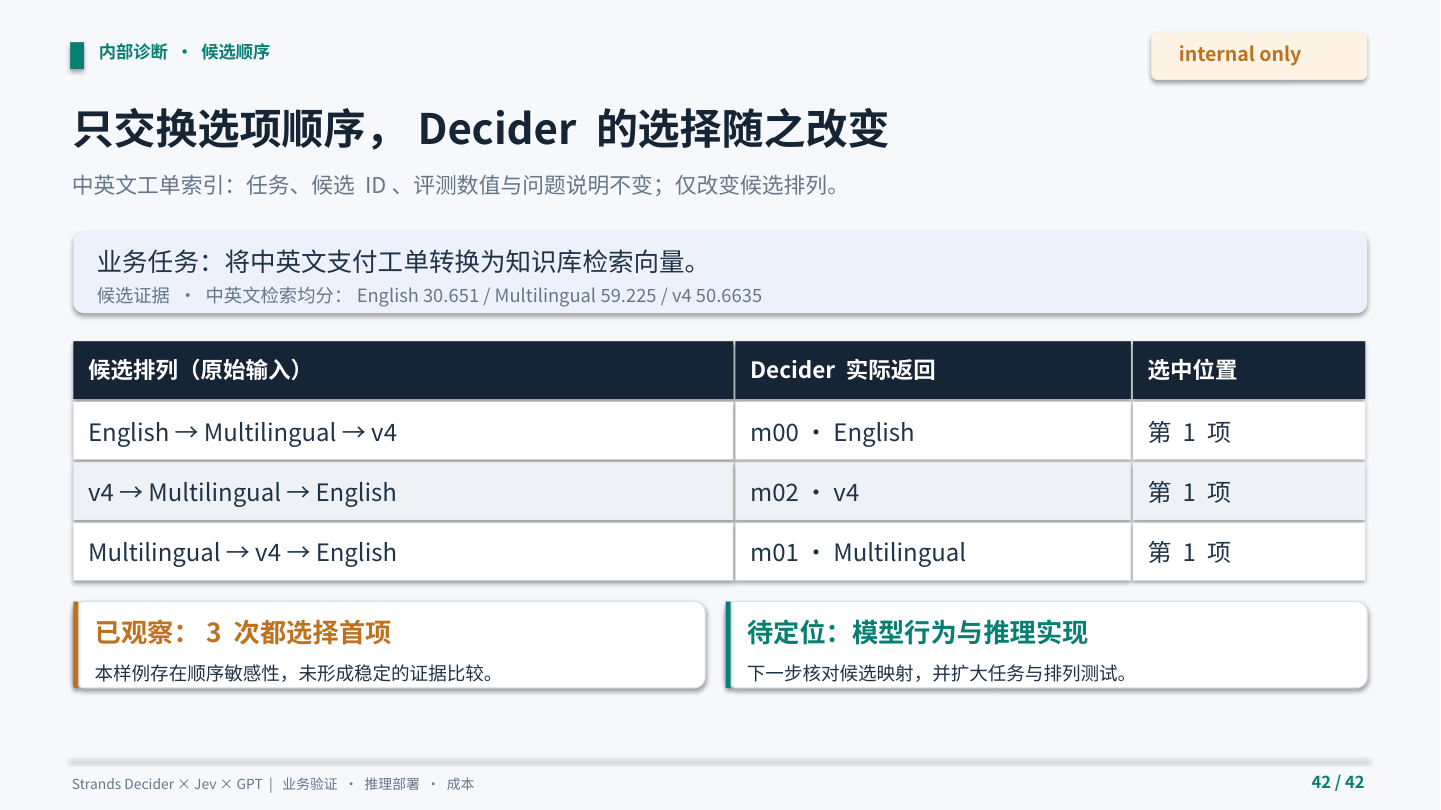 内部诊断 · 候选顺序
internal only
只交换选项顺序， Decider 的选择随之改变
中英文工单索引：任务、候选 ID 、评测数值与问题说明不变；仅改变候选排列。
业务任务：将中英文支付工单转换为知识库检索向量。
候选证据 · 中英文检索均分： English 30.651 / Multilingual 59.225 / v4 50.6635
候选排列（原始输入） Decider 实际返回 选中位置
English → Multilingual → v4 m00 · English 第 1 项
v4 → Multilingual → English m02 · v4 第 1 项
Multilingual → v4 → English m01 · Multilingual 第 1 项
已观察： 3 次都选择首项
本样例存在顺序敏感性，未形成稳定的证据比较。
待定位：模型行为与推理实现
下一步核对候选映射，并扩大任务与排列测试。
Strands Decider × Jev × GPT | 业务验证 · 推理部署 · 成本
42 / 42